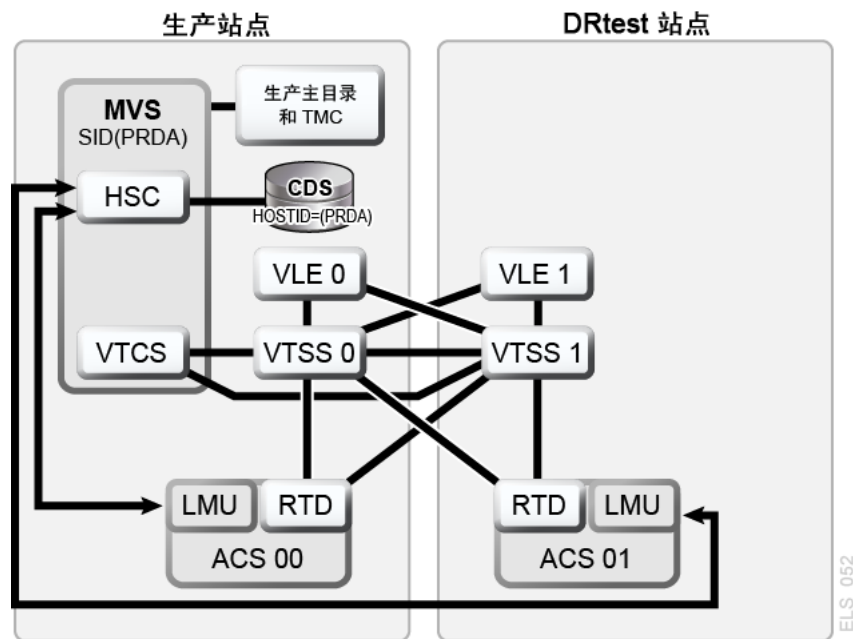 生产站点
DRtest 站点
MVS
SID(PRDA)
生产主目录
和 TMC
HSC
CDS
HOSTID=(PRDA)
VLE 0
VLE 1
VTCS
VTSS 0
VTSS 1
LMU
RTD
ACS 00
RTD
LMU
ACS 01
ELS_052